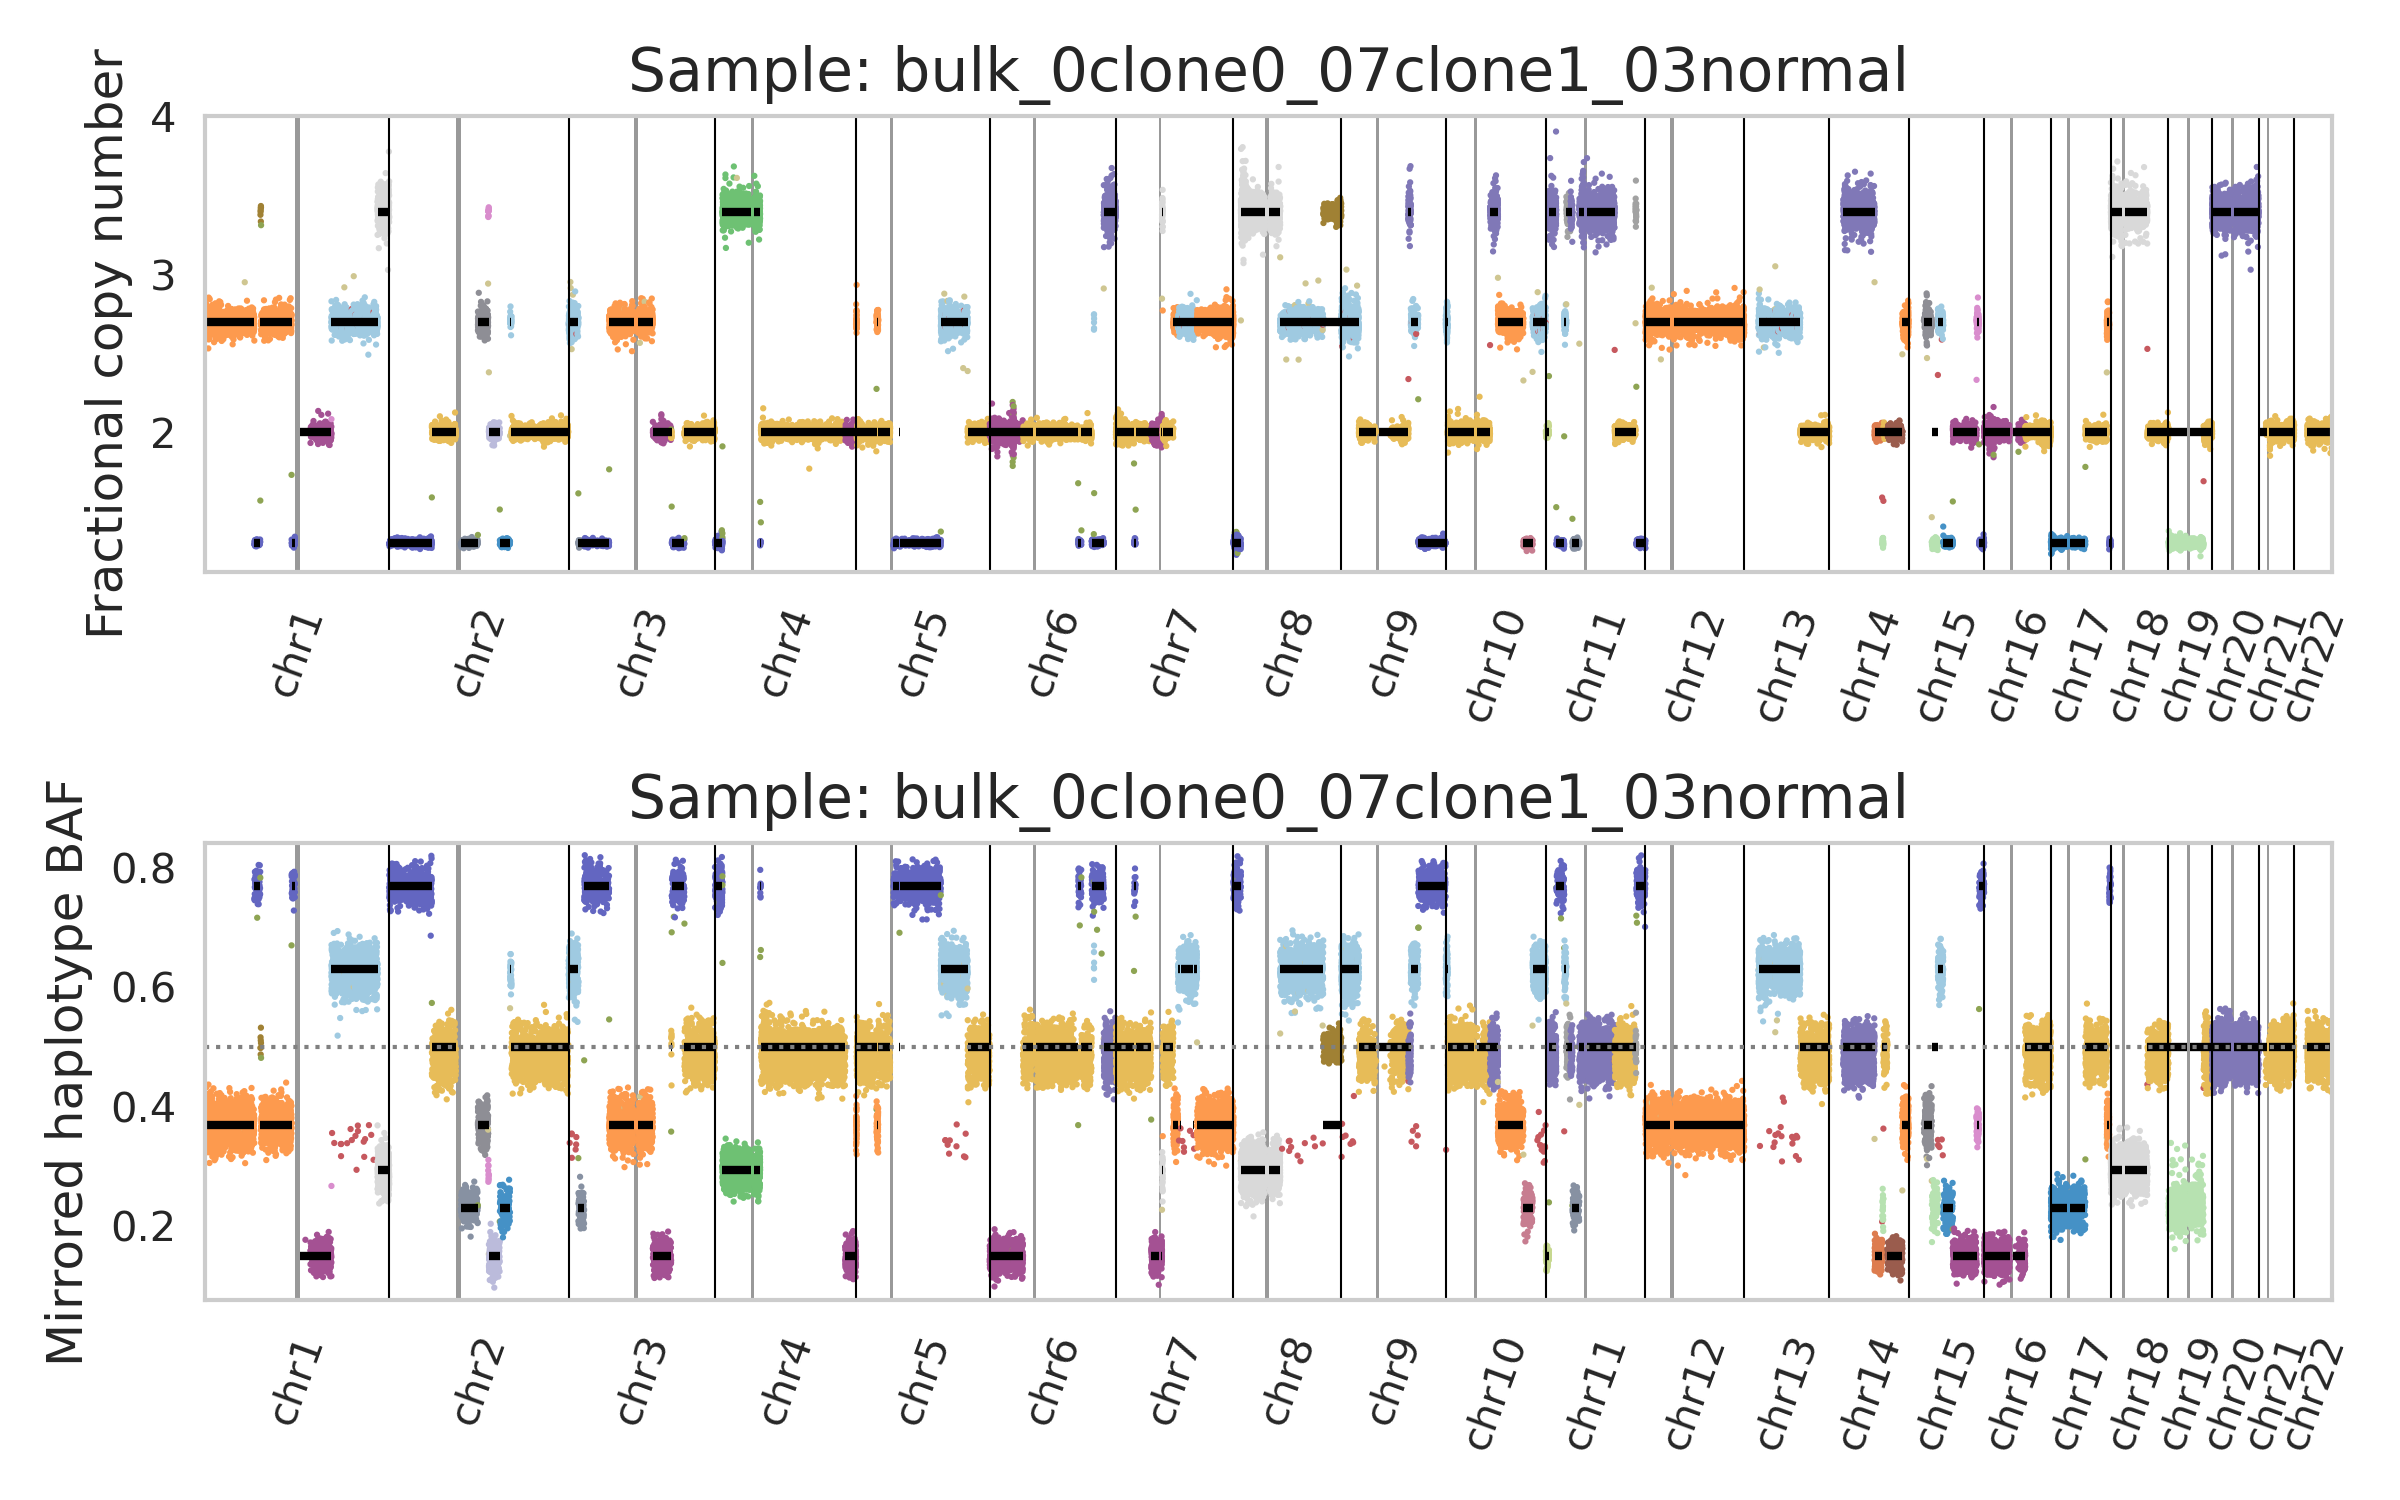 Sample: bulk_0clone0_07clone1_03normal
Fractional copy number
4
3
2
chr1 chr2 chr3 chr4 chr5 chr6 chr7 chr8 chr9 chr10 chr11 chr12 chr13 chr14 chr15 chr16 chr17 chr18 chr19 chr20 chr21 chr22
Sample: bulk_0clone0_07clone1_03normal
Mirrored haplotype BAF
0.8
0.6
0.4
0.2
chr1 chr2 chr3 chr4 chr5 chr6 chr7 chr8 chr9 chr10 chr11 chr12 chr13 chr14 chr15 chr16 chr17 chr18 chr19 chr20 chr21 chr22